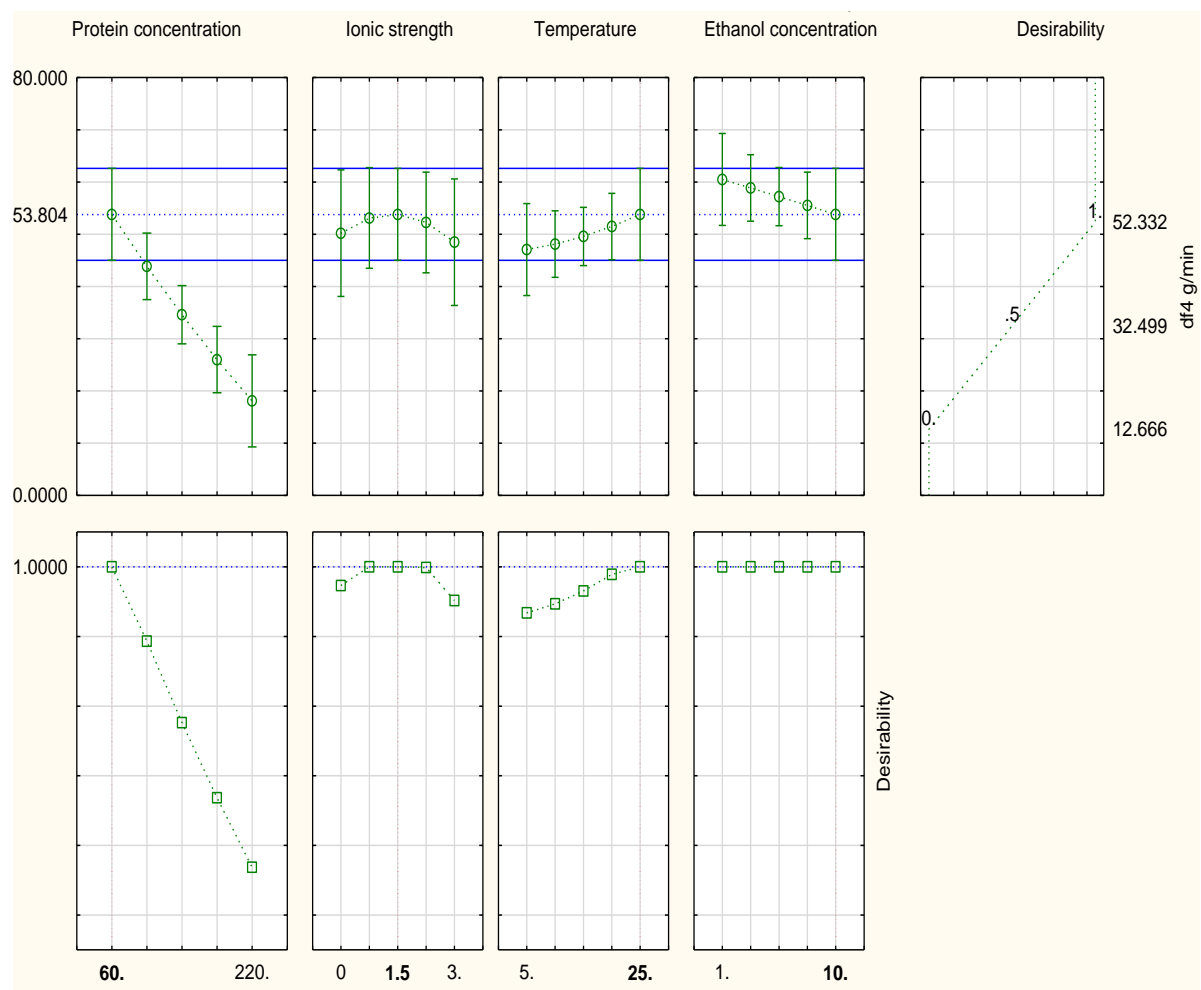 Protein concentration
Ionic strength
Temperature
Ethanol concentration
Desirability
80.000
53.804
0.0000
1.
52.332
.5
32.499
0.
12.666
df4 g/min
1.0000
Desirability
60.
220.
0
1.5
3.
5.
25.
1.
10.